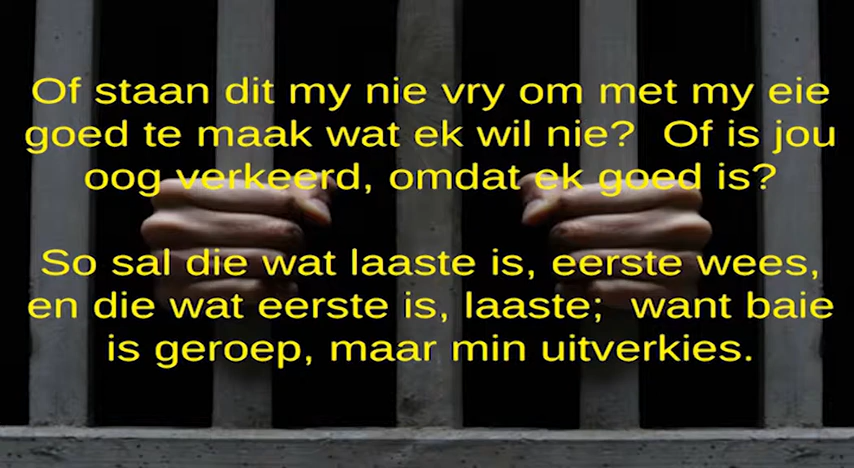 Of staan dit my nie vry om met my eie
goed te maak wat ek wil nie?  Of is jou
oog verkeerd, omdat ek goed is?
So sal die wat laaste is, eerste wees,
en die wat eerste is, laaste;  want baie
is geroep, maar min uitverkies.